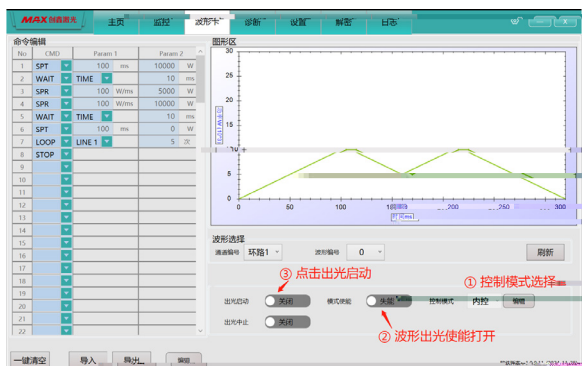 MAX 创鑫激光 主页 监控 波形卡 诊断 设置 解密 日志
命令编辑
No CMD Param 1 Param 2
1 SPT 100 ms 10000 W
2 WAIT TIME 10 ms
3 SPR 100 W/ms 5000 W
4 SPR 100 W/ms 10000 W
5 WAIT TIME 10 ms
6 SPT 100 ms 0 W
7 LOOP LINE 1 5 次
8 STOP
9
10
11
12
13
14
15
16
17
18
19
20
21
22
一键清空 导入 导出 编辑
图形区
30
25
20
15
10
5
0
0 50 100 200 250 300
波形选择
通道编号 环路1 波形编号 0 刷新
③ 点击出光启动
① 控制模式选择
出光启动 关闭 模式使能 失能 控制模式 内控 编辑
出光中止 关闭
② 波形出光使能打开